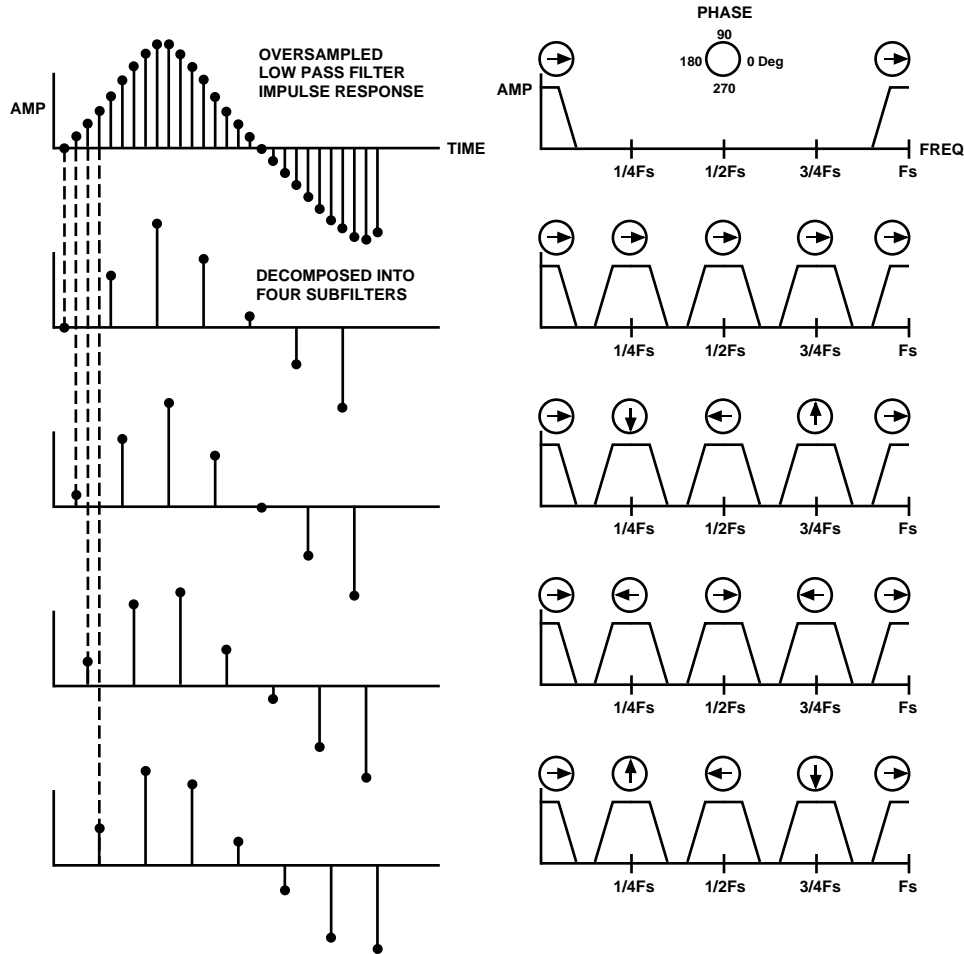 OVERSAMPLED
LOW PASS FILTER
IMPULSE RESPONSE
AMP
TIME
PHASE
90
180
0 Deg
270
AMP
FREQ
1/4Fs
1/2Fs
3/4Fs
Fs
DECOMPOSED INTO
FOUR SUBFILTERS
1/4Fs
1/2Fs
3/4Fs
Fs
1/4Fs
1/2Fs
3/4Fs
Fs
1/4Fs
1/2Fs
3/4Fs
Fs
1/4Fs
1/2Fs
3/4Fs
Fs